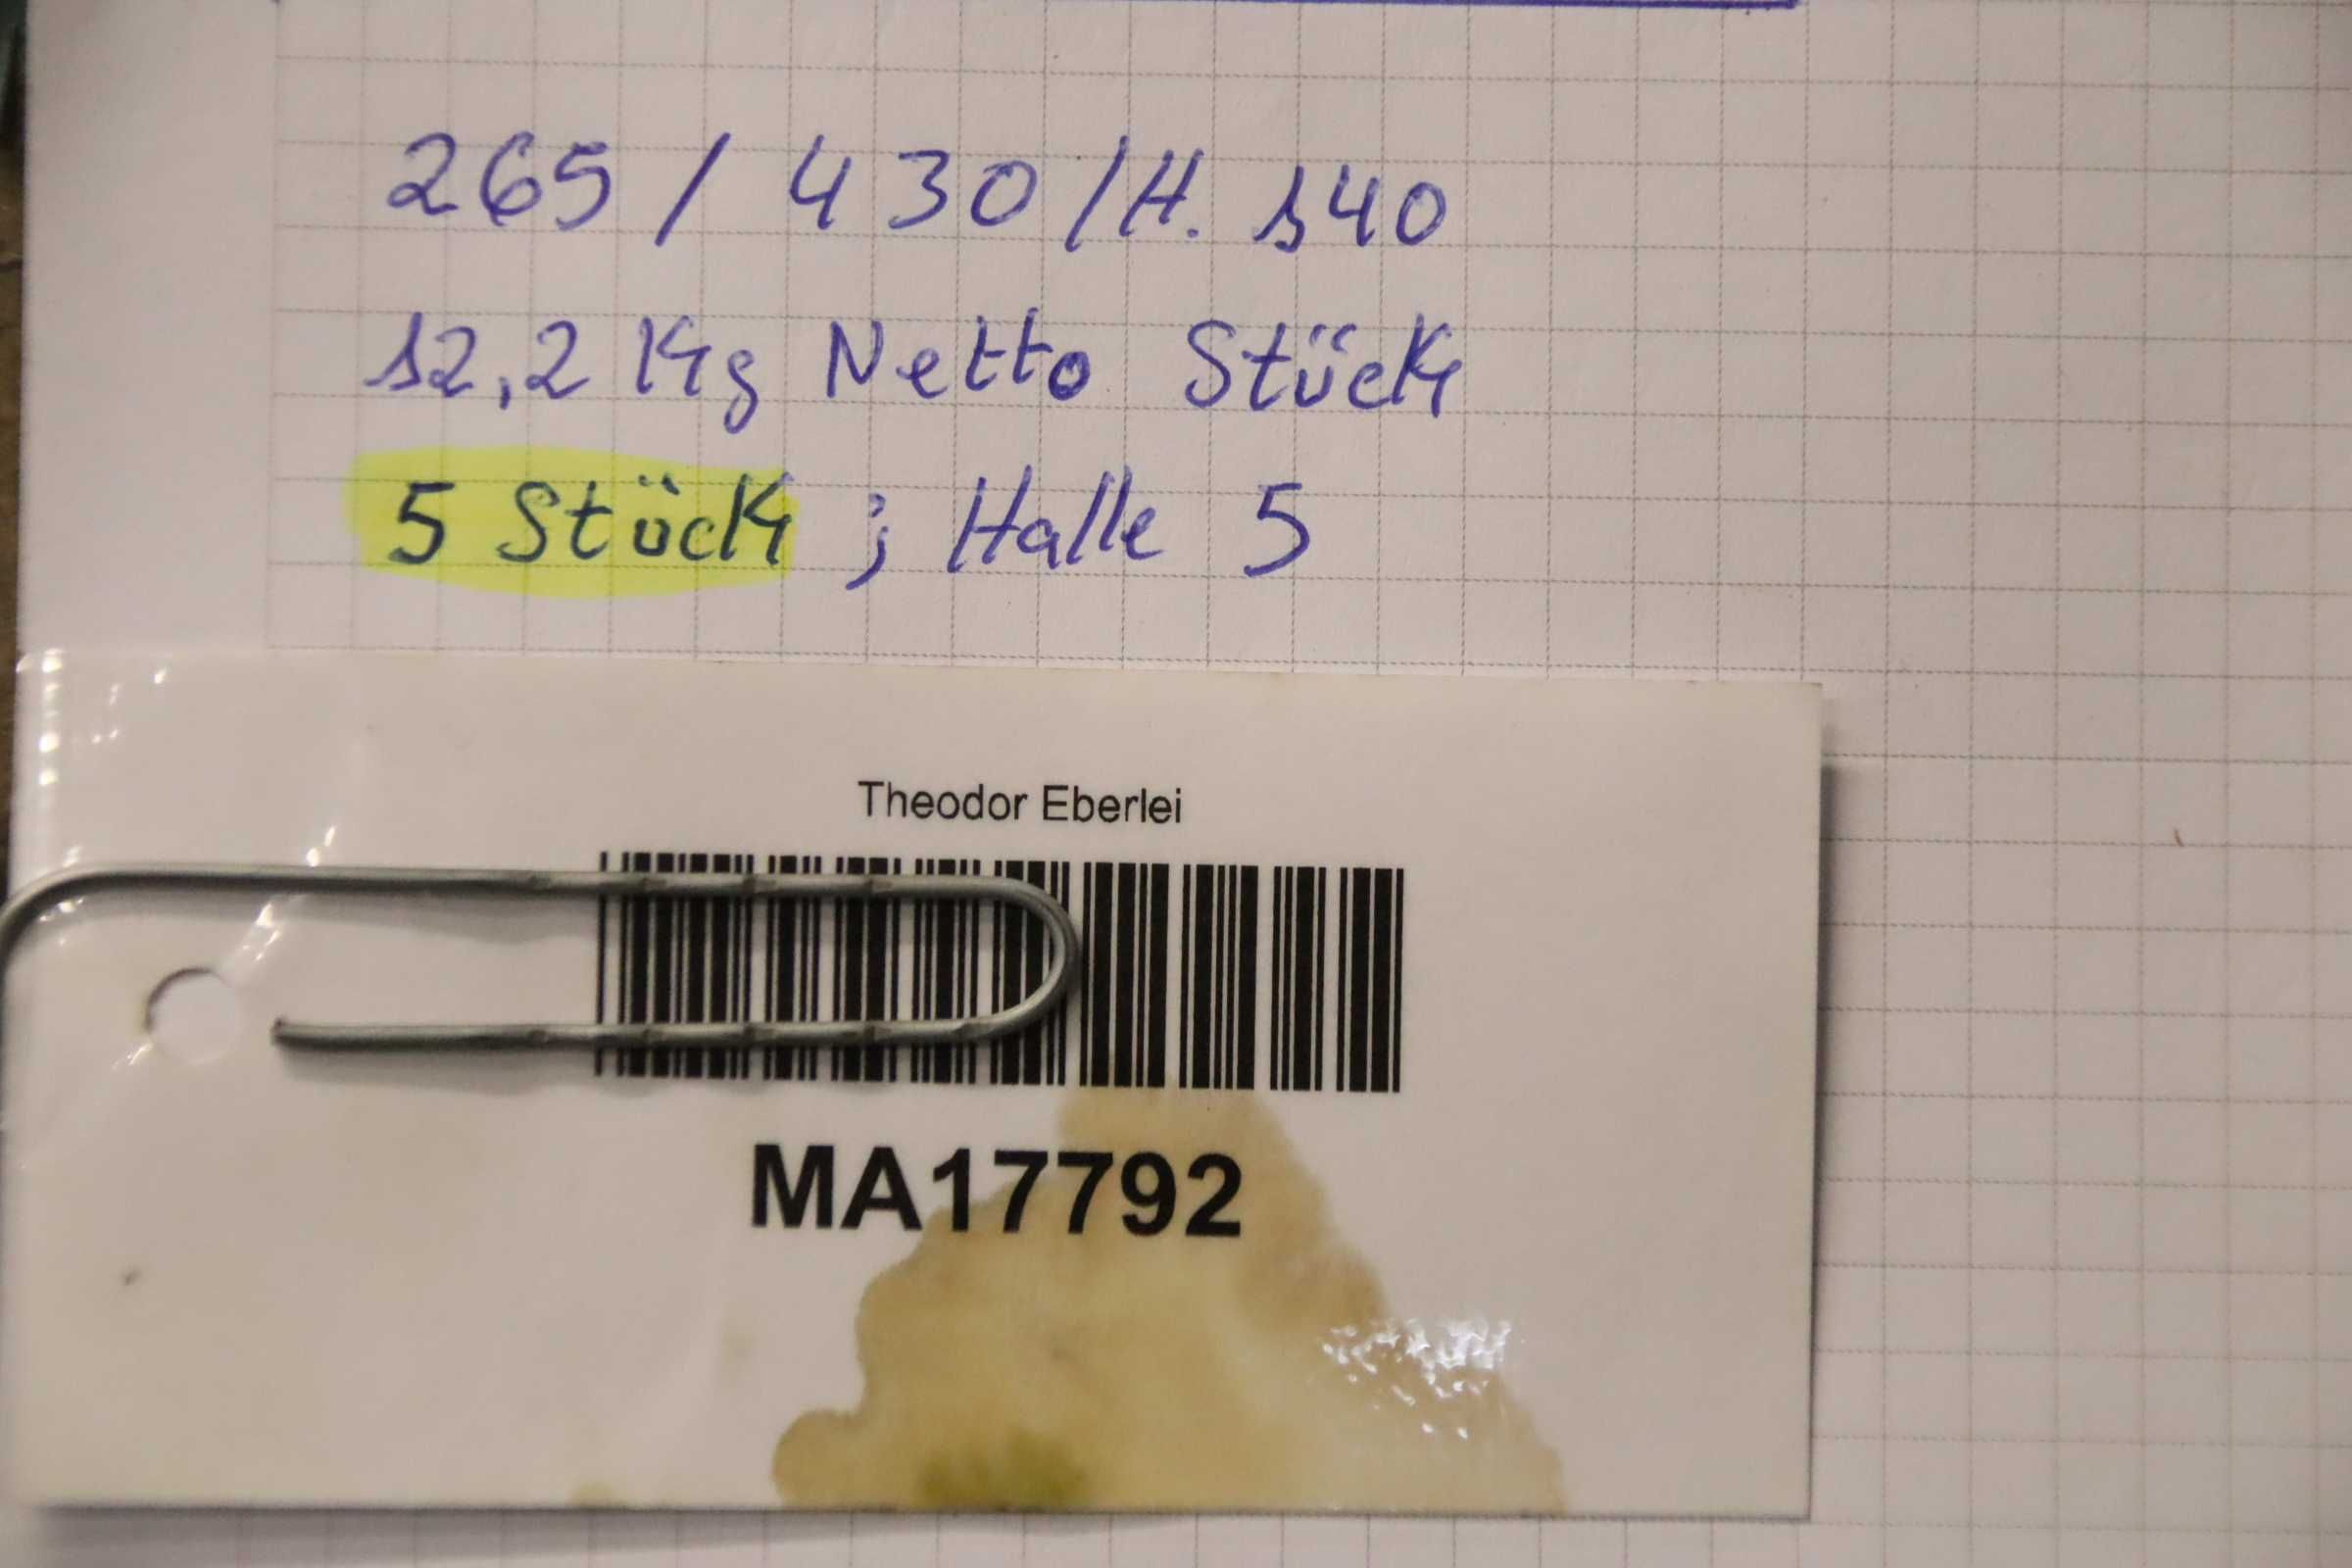 265 / 430 / H. 140
12,2 Kg Netto Stück
5 Stück ; Halle 5
Theodor Eberlei
MA17792